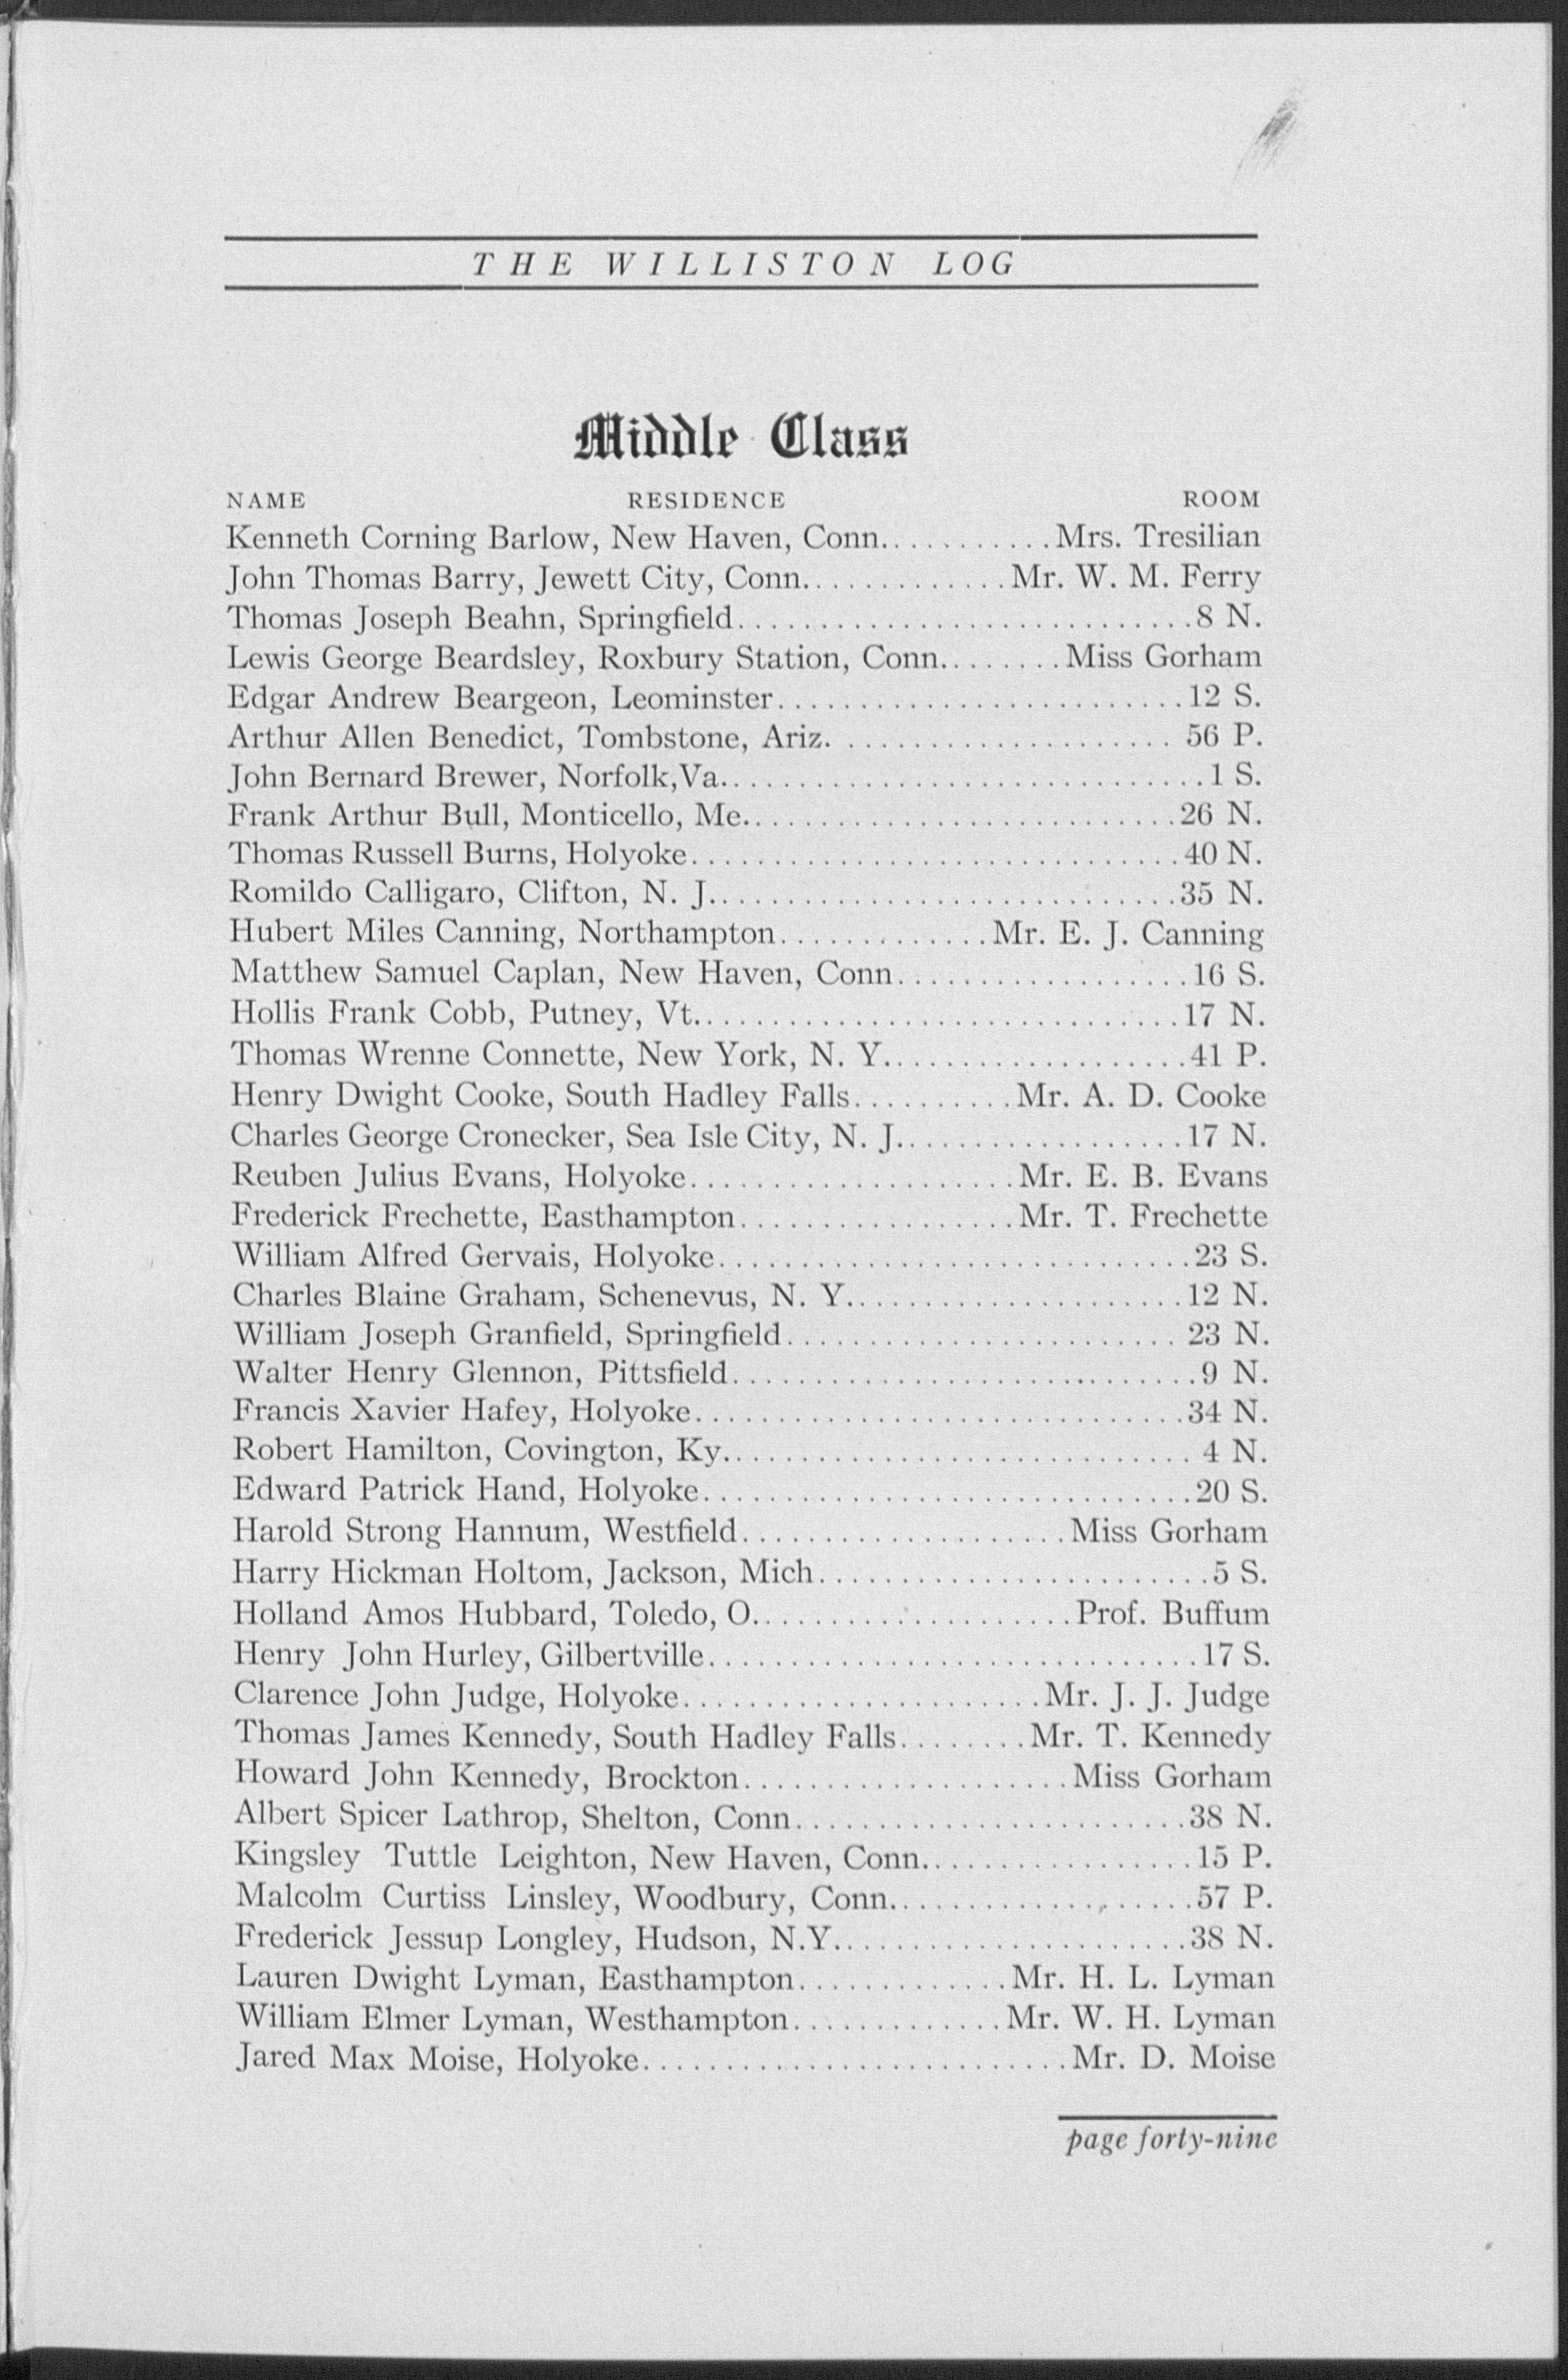 THE WILLISTON LOG
Middle Class
NAME RESIDENCE ROOM
Kenneth Corning Barlow, New Haven, Conn............Mrs. Tresilian
John Thomas Barry, Jewett City, Conn.............Mr. W. M. Ferry
Thomas Joseph Beahn, Springfield............................8 N.
Lewis George Beardsley, Roxbury Station, Conn........Miss Gorham
Edgar Andrew Beargeon, Leominster.........................12 S.
Arthur Allen Benedict, Tombstone, Ariz. .................... 56 P.
John Bernard Brewer, Norfolk,Va..............................1 S.
Frank Arthur Bull, Monticello, Me...........................26 N.
Thomas Russell Burns, Holyoke..............................40 N.
Romildo Calligaro, Clifton, N. J.............................35 N.
Hubert Miles Canning, Northampton.............Mr. E. J. Canning
Matthew Samuel Caplan, New Haven, Conn..................16 S.
Hollis Frank Cobb, Putney, Vt..............................17 N.
Thomas Wrenne Connette, New York, N. Y...................41 P.
Henry Dwight Cooke, South Hadley Falls..........Mr. A. D. Cooke
Charles George Cronecker, Sea Isle City, N. J..................17 N.
Reuben Julius Evans, Holyoke....................Mr. E. B. Evans
Frederick Frechette, Easthampton.................Mr. T. Frechette
William Alfred Gervais, Holyoke.............................23 S.
Charles Blaine Graham, Schenevus, N. Y.....................12 N.
William Joseph Granfield, Springfield........................ 23 N.
Walter Henry Glennon, Pittsfield.............................9 N.
Francis Xavier Hafey, Holyoke..............................34 N.
Robert Hamilton, Covington, Ky............................. 4 N.
Edward Patrick Hand, Holyoke..............................20 S.
Harold Strong Hannum, Westfield....................Miss Gorham
Harry Hickman Holtom, Jackson, Mich........................5 S.
Holland Amos Hubbard, Toledo, O....................Prof. Buffum
Henry John Hurley, Gilbertville..............................17 S.
Clarence John Judge, Holyoke......................Mr. J. J. Judge
Thomas James Kennedy, South Hadley Falls........Mr. T. Kennedy
Howard John Kennedy, Brockton....................Miss Gorham
Albert Spicer Lathrop, Shelton, Conn........................38 N.
Kingsley Tuttle Leighton, New Haven, Conn.................15 P.
Malcolm Curtiss Linsley, Woodbury, Conn...................57 P.
Frederick Jessup Longley, Hudson, N.Y......................38 N.
Lauren Dwight Lyman, Easthampton.............Mr. H. L. Lyman
William Elmer Lyman, Westhampton.............Mr. W. H. Lyman
Jared Max Moise, Holyoke..........................Mr. D. Moise
page forty-nine